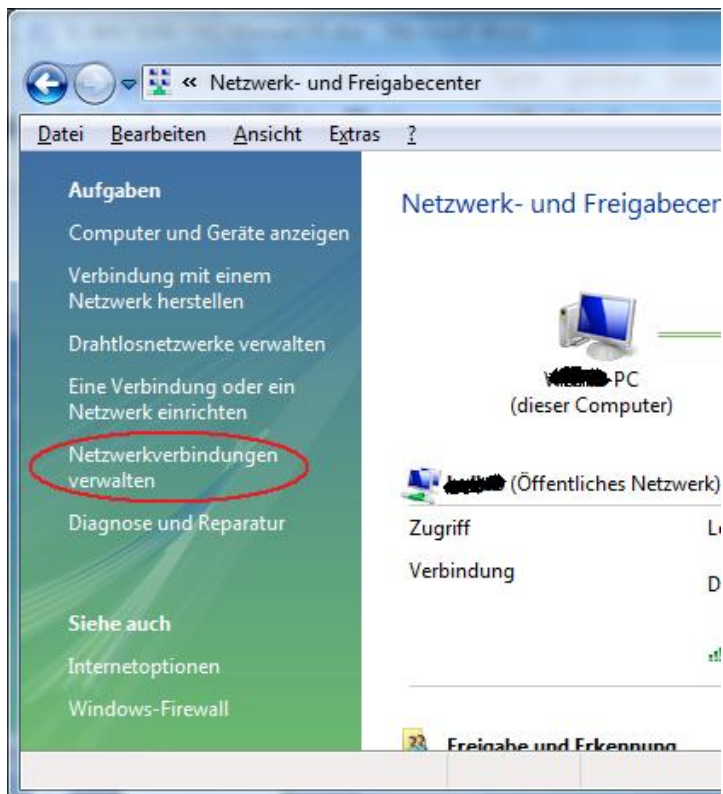 « Netzwerk- und Freigabecenter
Datei Bearbeiten Ansicht Extras ?
Aufgaben
Computer und Geräte anzeigen
Verbindung mit einem
Netzwerk herstellen
Drahtlosnetzwerke verwalten
Eine Verbindung oder ein
Netzwerk einrichten
Netzwerkverbindungen
verwalten
Diagnose und Reparatur
Siehe auch
Internetoptionen
Windows-Firewall
Netzwerk- und Freigabecen
-PC
(dieser Computer)
(Öffentliches Netzwerk)
Zugriff
Verbindung
Freigabe und Erkennung